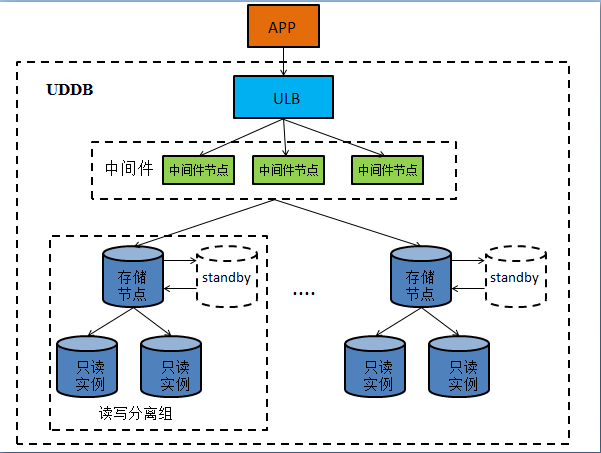 APP
UDDB
ULB
中间件
中间件节点
中间件节点
中间件节点
存储
节点
standby
....
存储
节点
standby
只读
实例
只读
实例
只读
实例
只读
实例
读写分离组